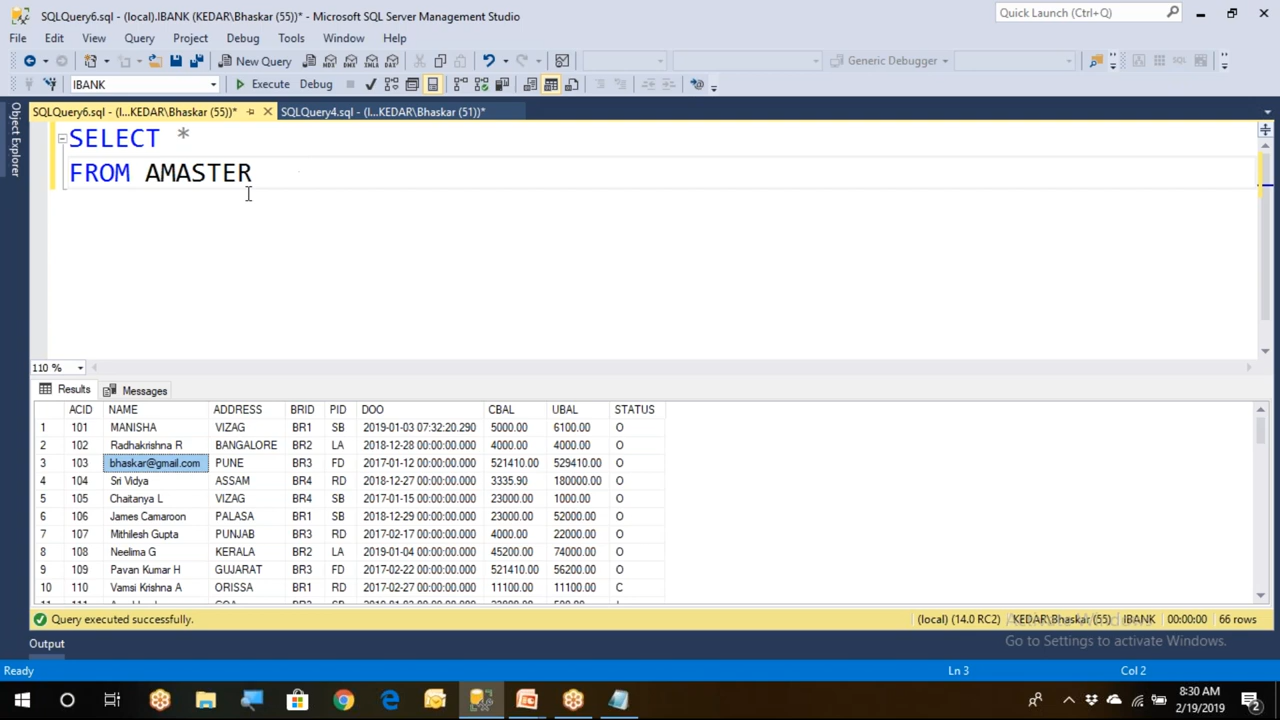 SQLQuery6.sql - (local).IBANK (KEDAR\Bhaskar (55))* - Microsoft SQL Server Management Studio
Quick Launch (Ctrl+Q)
File Edit View Query Project Debug Tools Window Help
New Query Generic Debugger
IBANK Execute Debug
SQLQuery6.sql - (l...KEDAR\Bhaskar (55))* SQLQuery4.sql - (l...KEDAR\Bhaskar (51))*
Object Explorer
SELECT *
FROM AMASTER
110 %
Results Messages
ACID NAME ADDRESS BRID PID DOO CBAL UBAL STATUS
1 101 MANISHA VIZAG BR1 SB 2019-01-03 07:32:20.290 5000.00 6100.00 O
2 102 Radhakrishna R BANGALORE BR2 LA 2018-12-28 00:00:00.000 4000.00 4000.00 O
3 103 bhaskar@gmail.com PUNE BR3 FD 2017-01-12 00:00:00.000 521410.00 529410.00 O
4 104 Sri Vidya ASSAM BR4 RD 2018-12-27 00:00:00.000 3335.90 180000.00 O
5 105 Chaitanya L VIZAG BR4 SB 2017-01-15 00:00:00.000 23000.00 1000.00 O
6 106 James Camaroon PALASA BR1 SB 2018-12-29 00:00:00.000 23000.00 52000.00 O
7 107 Mithilesh Gupta PUNJAB BR3 RD 2017-02-17 00:00:00.000 4000.00 22000.00 O
8 108 Neelima G KERALA BR2 LA 2019-01-04 00:00:00.000 45200.00 74000.00 O
9 109 Pavan Kumar H GUJARAT BR3 FD 2017-02-22 00:00:00.000 521410.00 56200.00 O
10 110 Vamsi Krishna A ORISSA BR1 RD 2017-02-27 00:00:00.000 11100.00 11100.00 C
Query executed successfully. (local) (14.0 RC2) KEDAR\Bhaskar (55) IBANK 00:00:00 66 rows
Activate Windows
Go to Settings to activate Windows.
Output
Ready Ln 3 Col 2
8:30 AM
2/19/2019
2